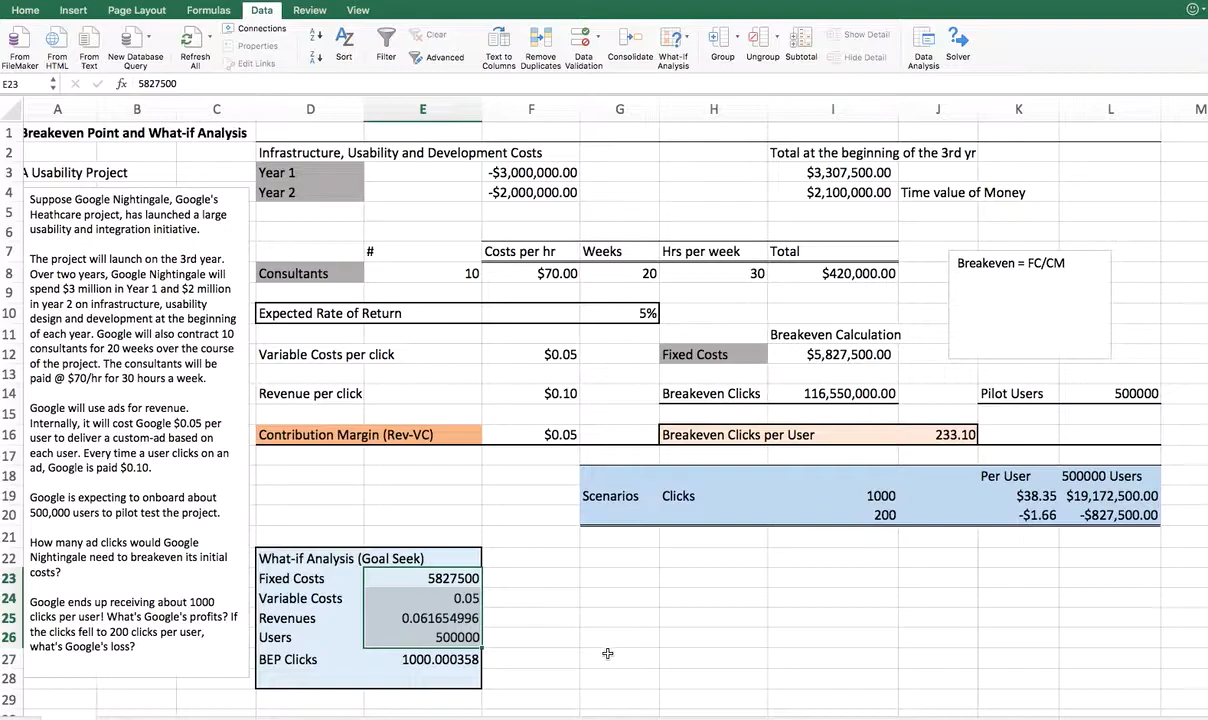 Home Insert Page Layout Formulas Data Review View
Connections
Properties
Edit Links
Clear
Advanced
Show Detail
Hide Detail
From FileMaker
From HTML
From Text
New Database Query
Refresh All
Sort
Filter
Text to Columns
Remove Duplicates
Data Validation
Consolidate
What-If Analysis
Group
Ungroup
Subtotal
Data Analysis
Solver
E23 fx 5827500
A B C D E F G H I J K L M
1 Breakeven Point and What-if Analysis
2 Infrastructure, Usability and Development Costs Total at the beginning of the 3rd yr
3 A Usability Project Year 1 -$3,000,000.00 $3,307,500.00
4 Year 2 -$2,000,000.00 $2,100,000.00 Time value of Money
5
6
7 # Costs per hr Weeks Hrs per week Total
8 Consultants 10 $70.00 20 30 $420,000.00
9
10 Expected Rate of Return 5%
11 Breakeven Calculation
12 Variable Costs per click $0.05 Fixed Costs $5,827,500.00
13
14 Revenue per click $0.10 Breakeven Clicks 116,550,000.00 Pilot Users 500000
15
16 Contribution Margin (Rev-VC) $0.05 Breakeven Clicks per User 233.10
17
18 Per User 500000 Users
19 Scenarios Clicks 1000 $38.35 $19,172,500.00
20 200 -$1.66 -$827,500.00
21
22 What-if Analysis (Goal Seek)
23 Fixed Costs 5827500
24 Variable Costs 0.05
25 Revenues 0.061654996
26 Users 500000
27 BEP Clicks 1000.000358
28
29
Breakeven = FC/CM
Suppose Google Nightingale, Google's
Heathcare project, has launched a large
usability and integration initiative.
The project will launch on the 3rd year.
Over two years, Google Nightingale will
spend $3 million in Year 1 and $2 million
in year 2 on infrastructure, usability
design and development at the beginning
of each year. Google will also contract 10
consultants for 20 weeks over the course
of the project. The consultants will be
paid @ $70/hr for 30 hours a week.
Google will use ads for revenue.
Internally, it will cost Google $0.05 per
user to deliver a custom-ad based on
each user. Every time a user clicks on an
ad, Google is paid $0.10.
Google is expecting to onboard about
500,000 users to pilot test the project.
How many ad clicks would Google
Nightingale need to breakeven its initial
costs?
Google ends up receiving about 1000
clicks per user! What's Google's profits? If
the clicks fell to 200 clicks per user,
what's Google's loss?